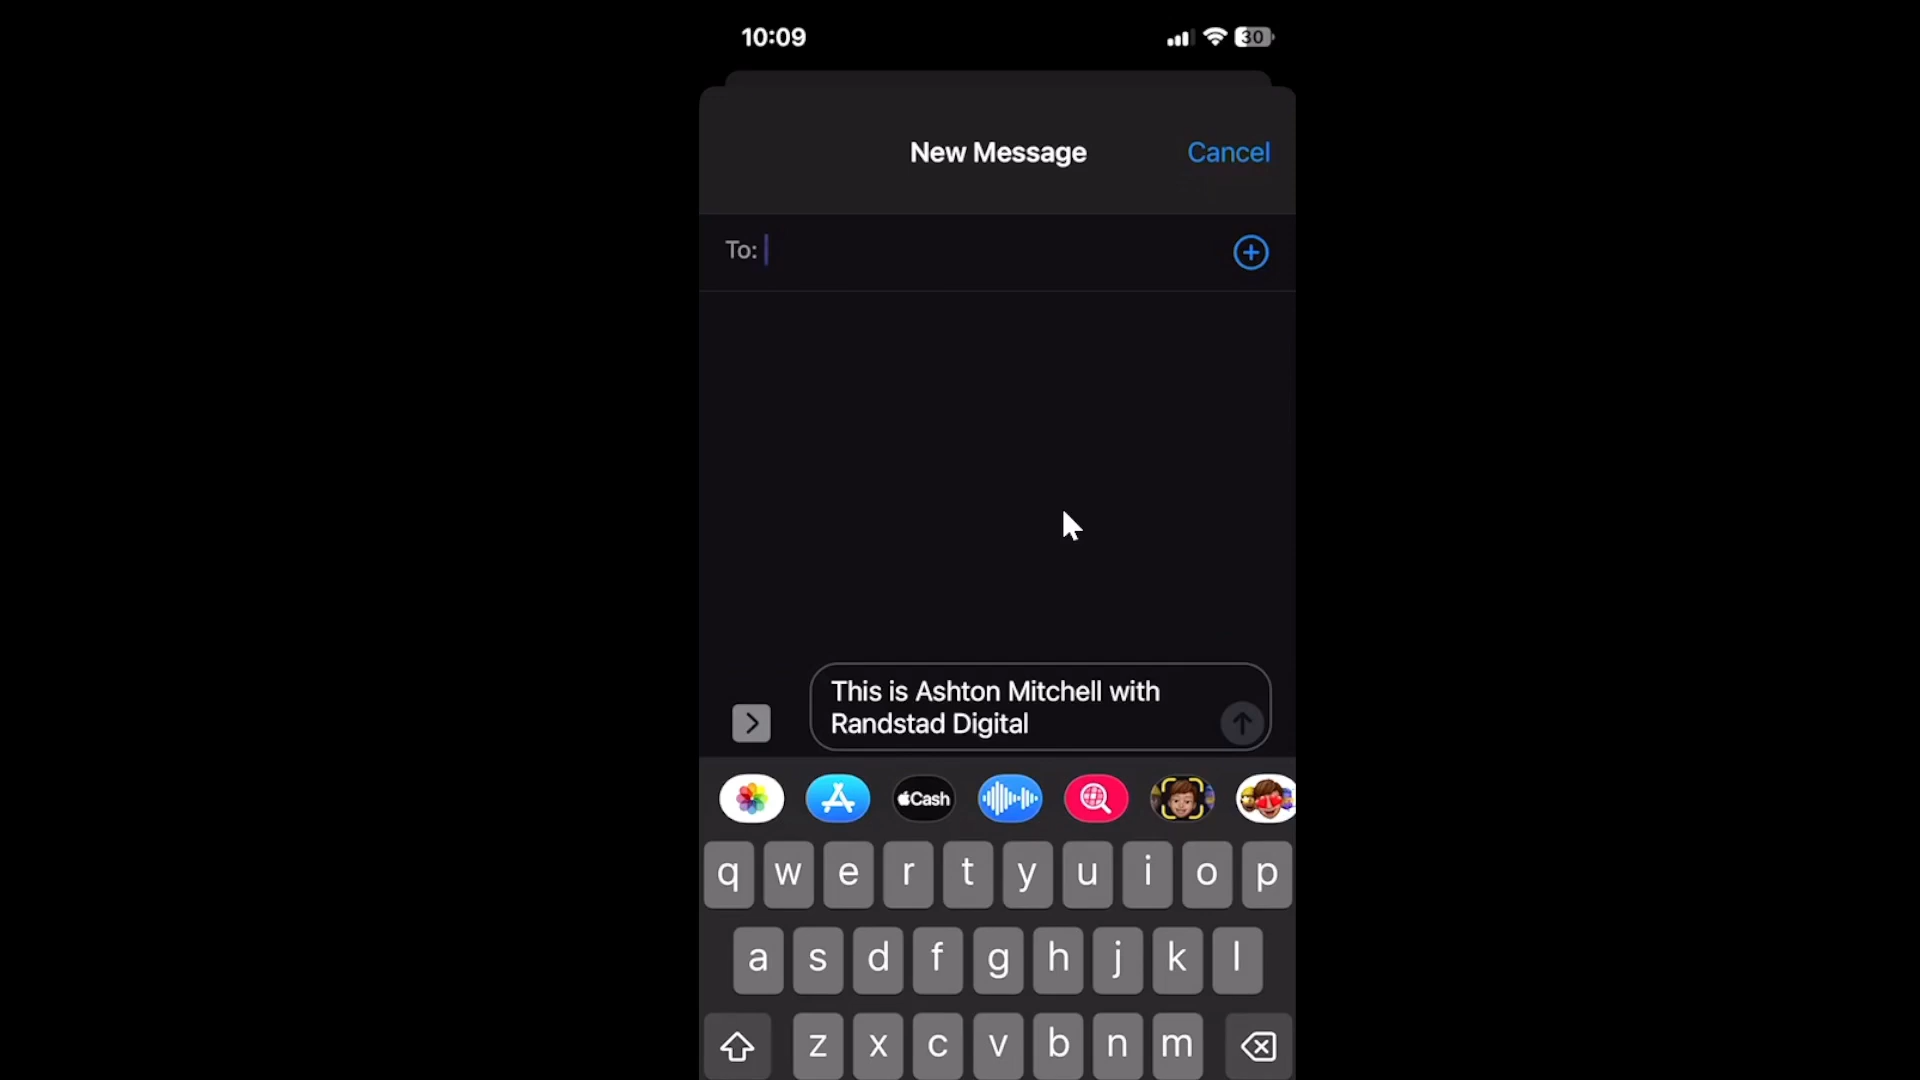 10:09
30
New Message
Cancel
To:
This is Ashton Mitchell with
Randstad Digital
Cash
q w e r t y u i o p
a s d f g h j k l
z x c v b n m